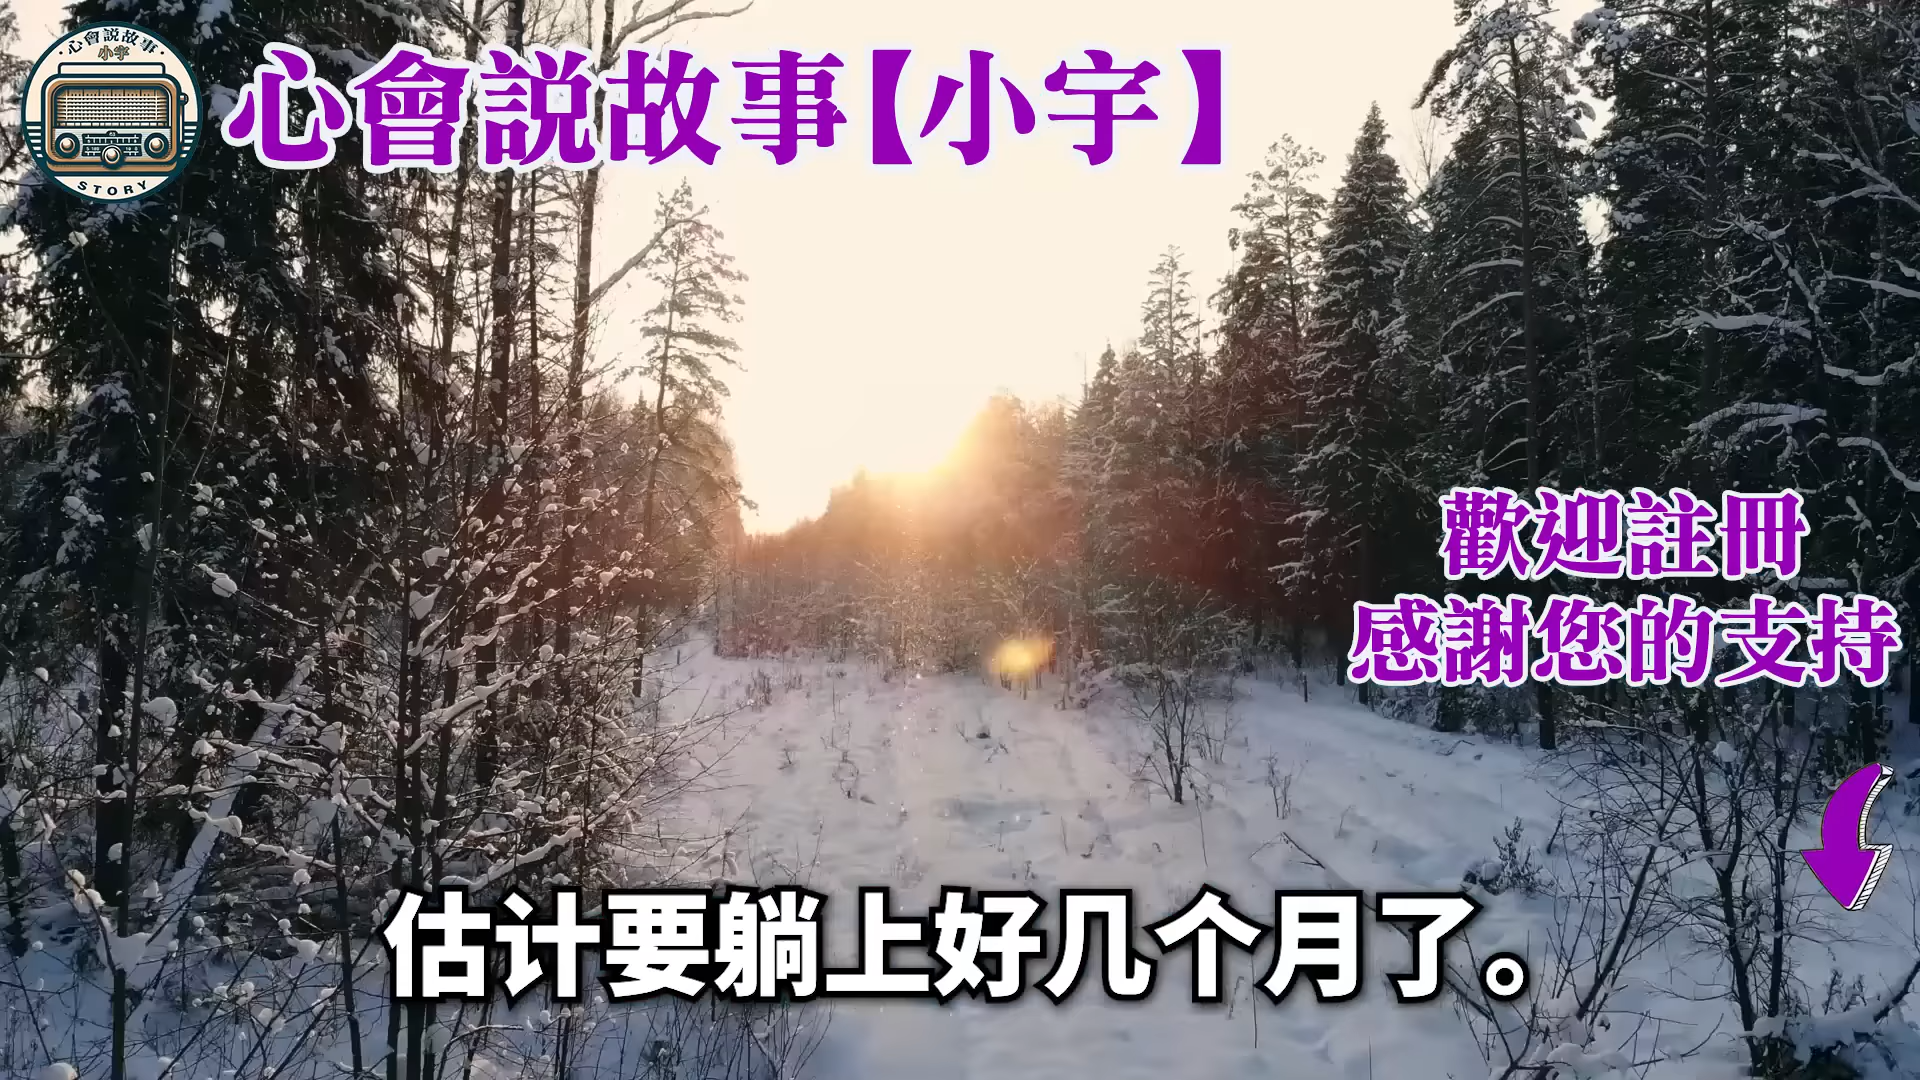 心會説故事
小宇
STORY
心會説故事【小宇】
歡迎註冊
感謝您的支持
估计要躺上好几个月了。